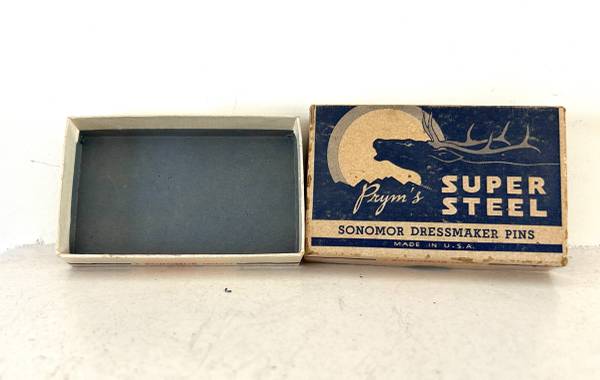 Prym's
SUPER
STEEL
SONOMOR DRESSMAKER PINS
MADE IN U.S.A.